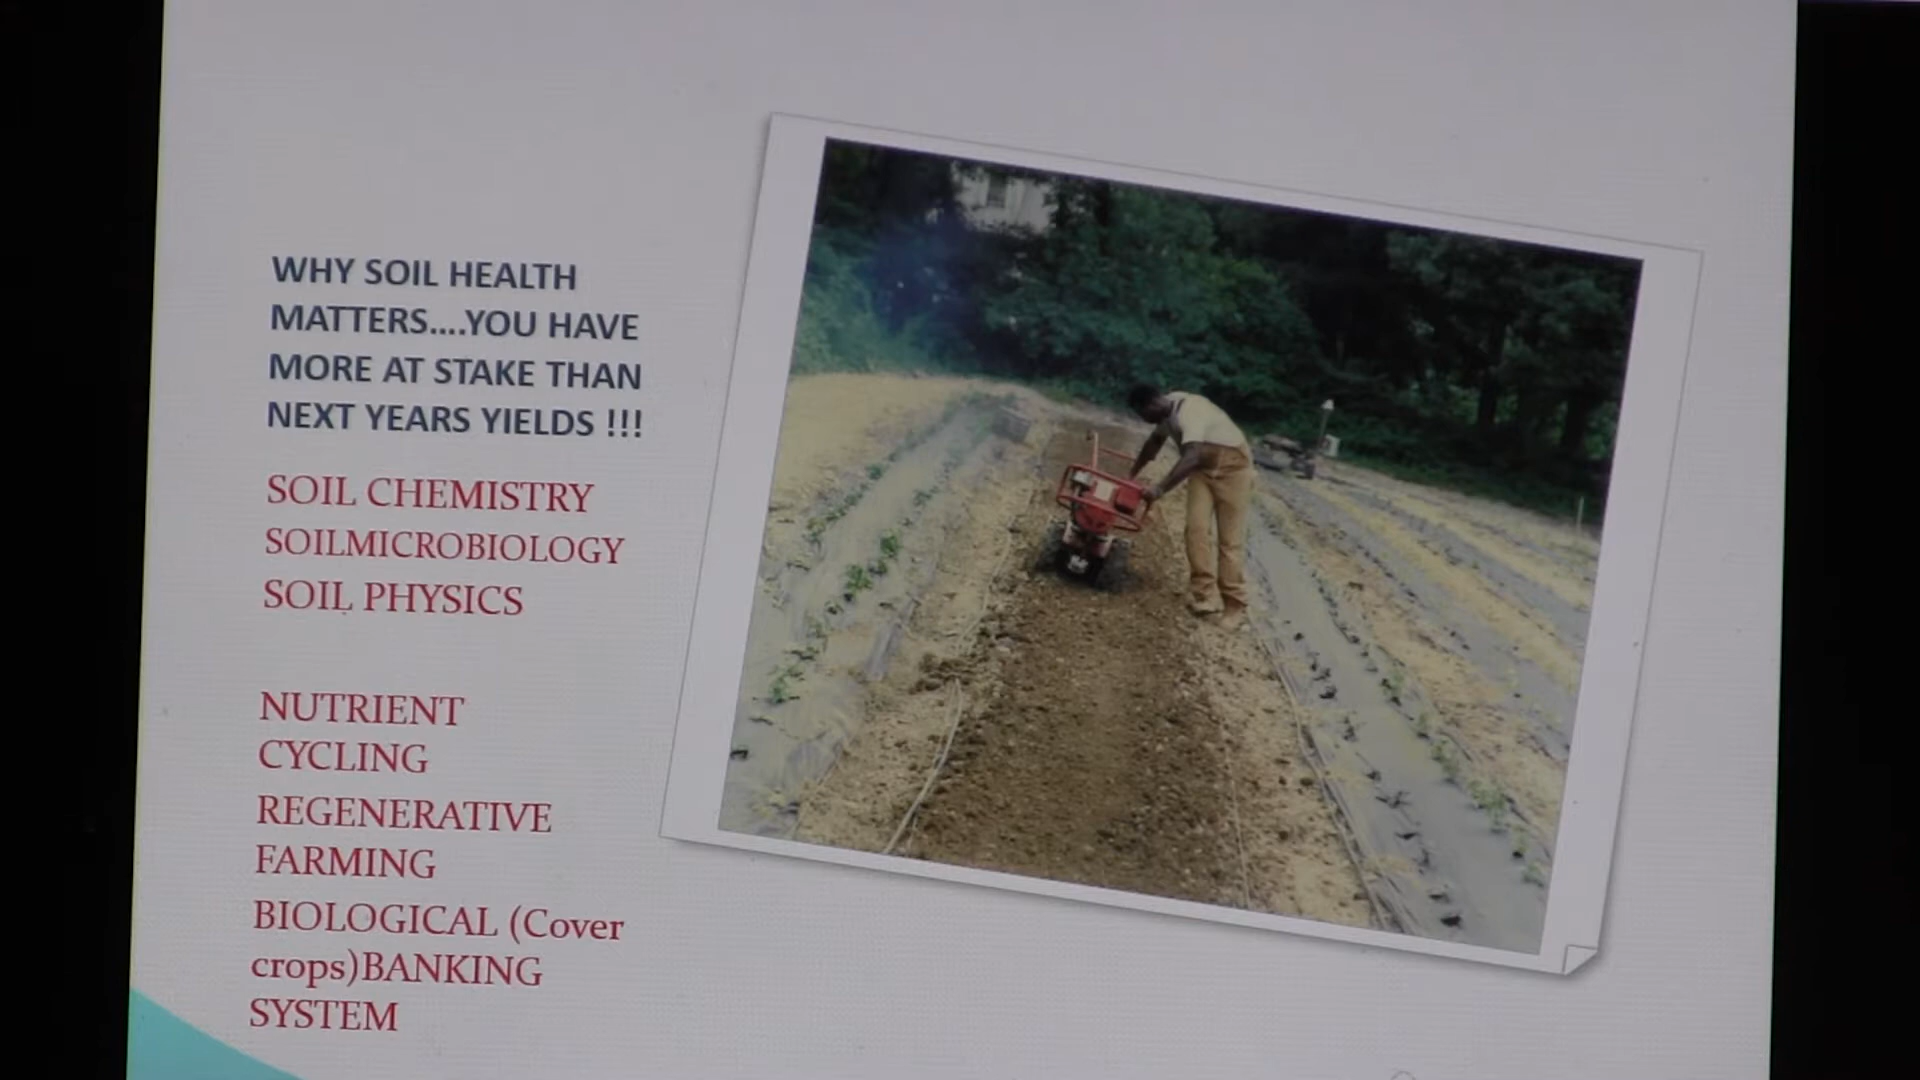 WHY SOIL HEALTH
MATTERS....YOU HAVE
MORE AT STAKE THAN
NEXT YEARS YIELDS !!!
SOIL CHEMISTRY
SOILMICROBIOLOGY
SOIL PHYSICS
NUTRIENT
CYCLING
REGENERATIVE
FARMING
BIOLOGICAL (Cover
crops)BANKING
SYSTEM